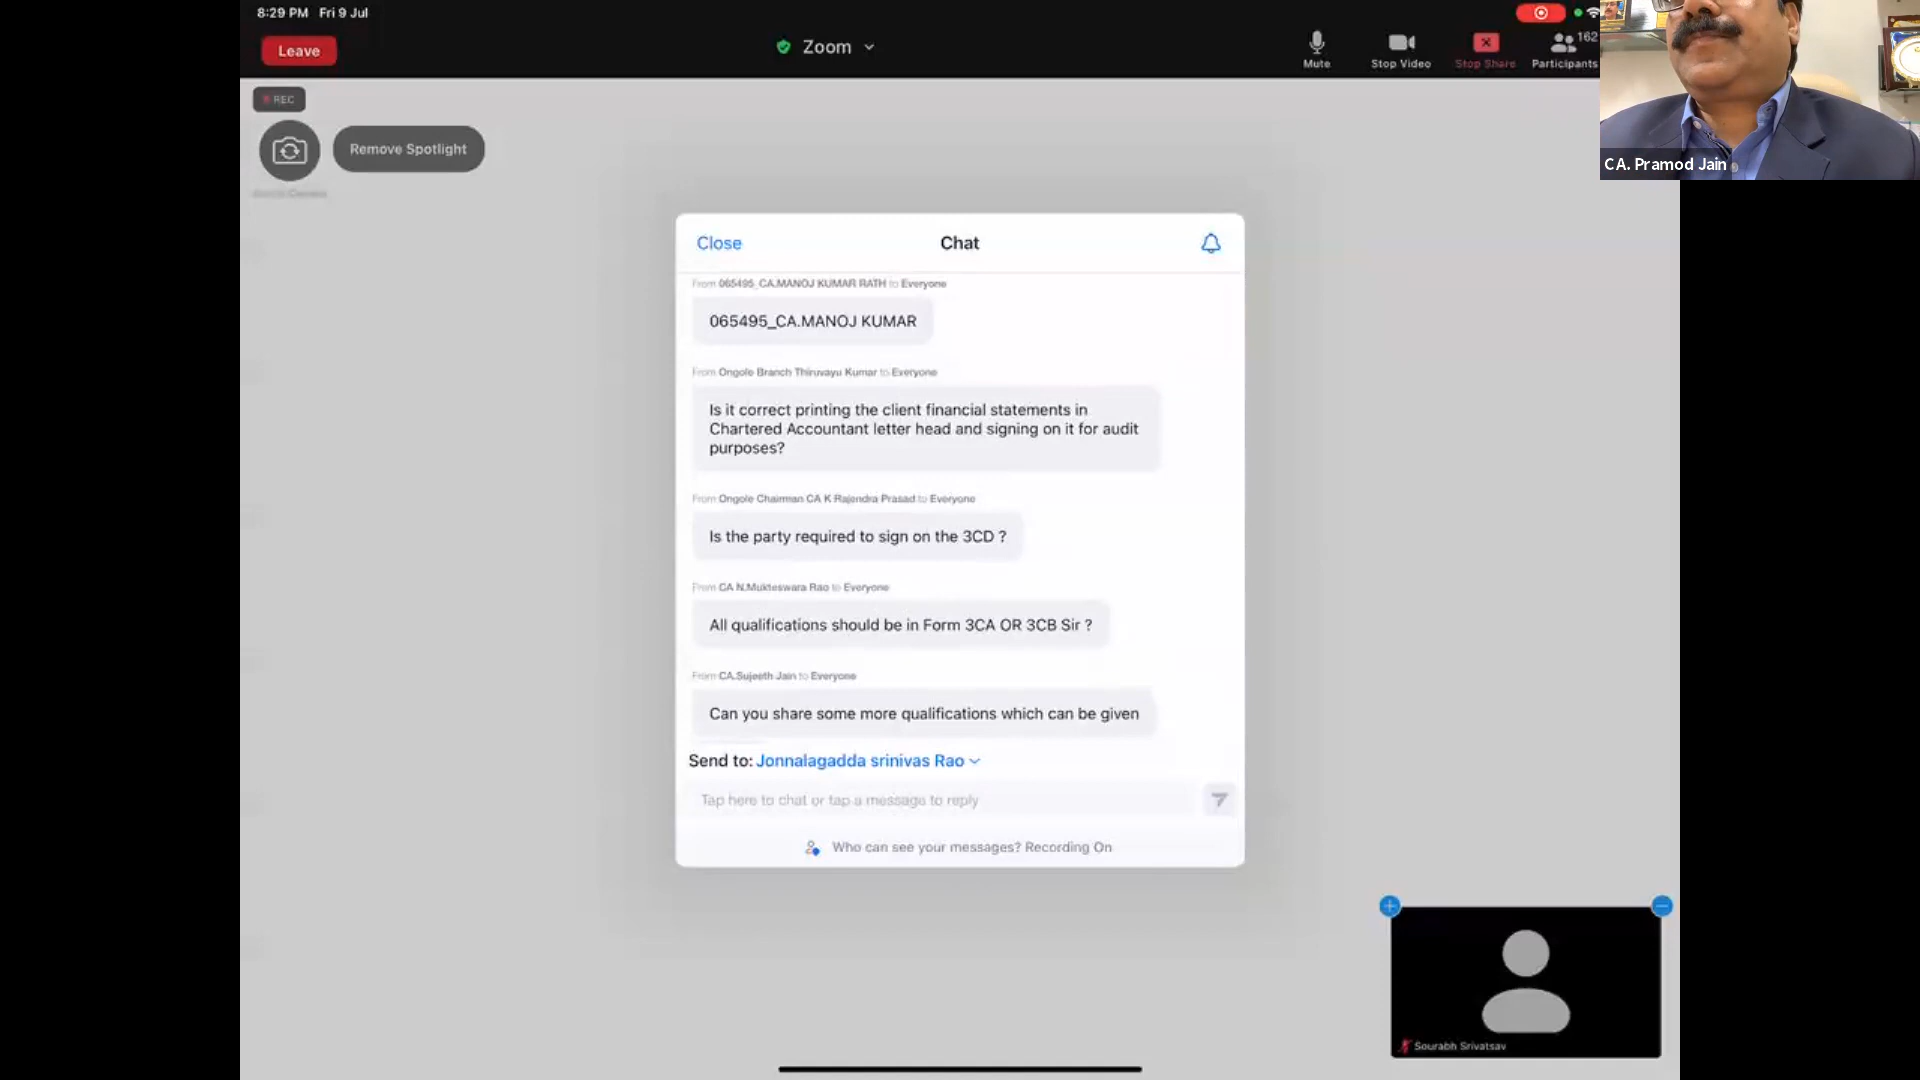 8:29 PM Fri 9 Jul
Leave
Zoom
Mute
Stop Video
Stop Share
162
Participants
CA. Pramod Jain
REC
Remove Spotlight
Close
Chat
From 065495_CA.MANOJ KUMAR RATH to Everyone
065495_CA.MANOJ KUMAR
From Ongole Branch Thiruvayu Kumar to Everyone
Is it correct printing the client financial statements in
Chartered Accountant letter head and signing on it for audit
purposes?
From Ongole Chairman CA K Rajendra Prasad to Everyone
Is the party required to sign on the 3CD ?
From CA N.Mukteswara Rao to Everyone
All qualifications should be in Form 3CA OR 3CB Sir ?
From CA.Sujeeth Jain to Everyone
Can you share some more qualifications which can be given
Send to: Jonnalagadda srinivas Rao
Tap here to chat or tap a message to reply
Who can see your messages? Recording On
Sourabh Srivatsav